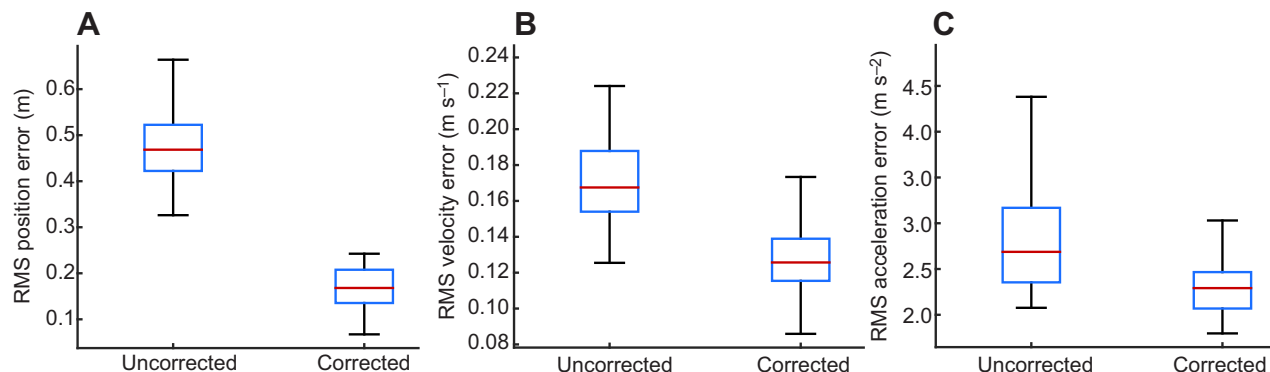 A
RMS position error (m)
0.6
0.5
0.4
0.3
0.2
0.1
Uncorrected
Corrected
B
RMS velocity error (m s–1)
0.24
0.22
0.20
0.18
0.16
0.14
0.12
0.10
0.08
Uncorrected
Corrected
C
RMS acceleration error (m s–2)
4.5
4.0
3.0
3.0
2.5
2.0
Uncorrected
Corrected